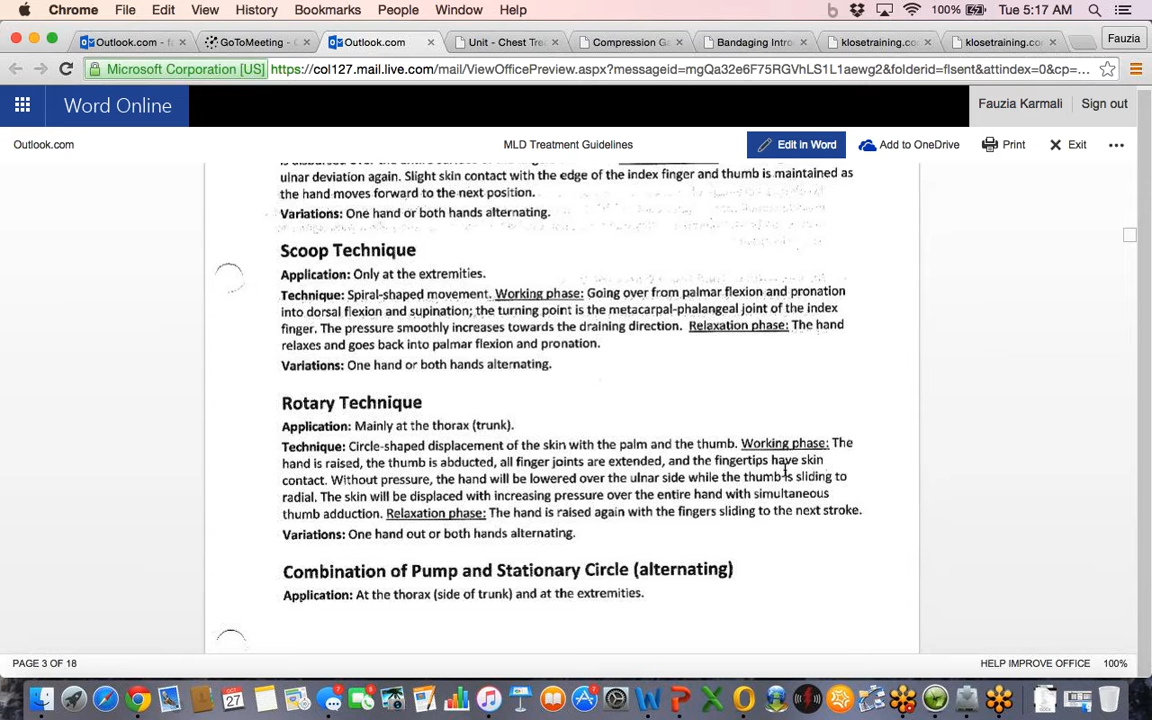 Chrome File Edit View History Bookmarks People Window Help 100% Tue 5:17 AM
Outlook.com - f GoToMeeting - C Outlook.com Unit - Chest Tre Compression Ga Bandaging Intro klosetraining.co klosetraining.co Fauzia
Microsoft Corporation [US] https://col127.mail.live.com/mail/ViewOfficePreview.aspx?messageid=mgQa32e6F75RGVhLS1L1aewg2&folderid=flsent&attindex=0&cp=...
Word Online Fauzia Karmali Sign out
Outlook.com MLD Treatment Guidelines Edit in Word Add to OneDrive Print Exit
ulnar deviation again. Slight skin contact with the edge of the index finger and thumb is maintained as
the hand moves forward to the next position.
Variations: One hand or both hands alternating.
Scoop Technique
Application: Only at the extremities.
Technique: Spiral-shaped movement. Working phase: Going over from palmar flexion and pronation
into dorsal flexion and supination; the turning point is the metacarpal-phalangeal joint of the index
finger. The pressure smoothly increases towards the draining direction. Relaxation phase: The hand
relaxes and goes back into palmar flexion and pronation.
Variations: One hand or both hands alternating.
Rotary Technique
Application: Mainly at the thorax (trunk).
Technique: Circle-shaped displacement of the skin with the palm and the thumb. Working phase: The
hand is raised, the thumb is abducted, all finger joints are extended, and the fingertips have skin
contact. Without pressure, the hand will be lowered over the ulnar side while the thumb is sliding to
radial. The skin will be displaced with increasing pressure over the entire hand with simultaneous
thumb adduction. Relaxation phase: The hand is raised again with the fingers sliding to the next stroke.
Variations: One hand out or both hands alternating.
Combination of Pump and Stationary Circle (alternating)
Application: At the thorax (side of trunk) and at the extremities.
PAGE 3 OF 18 HELP IMPROVE OFFICE 100%